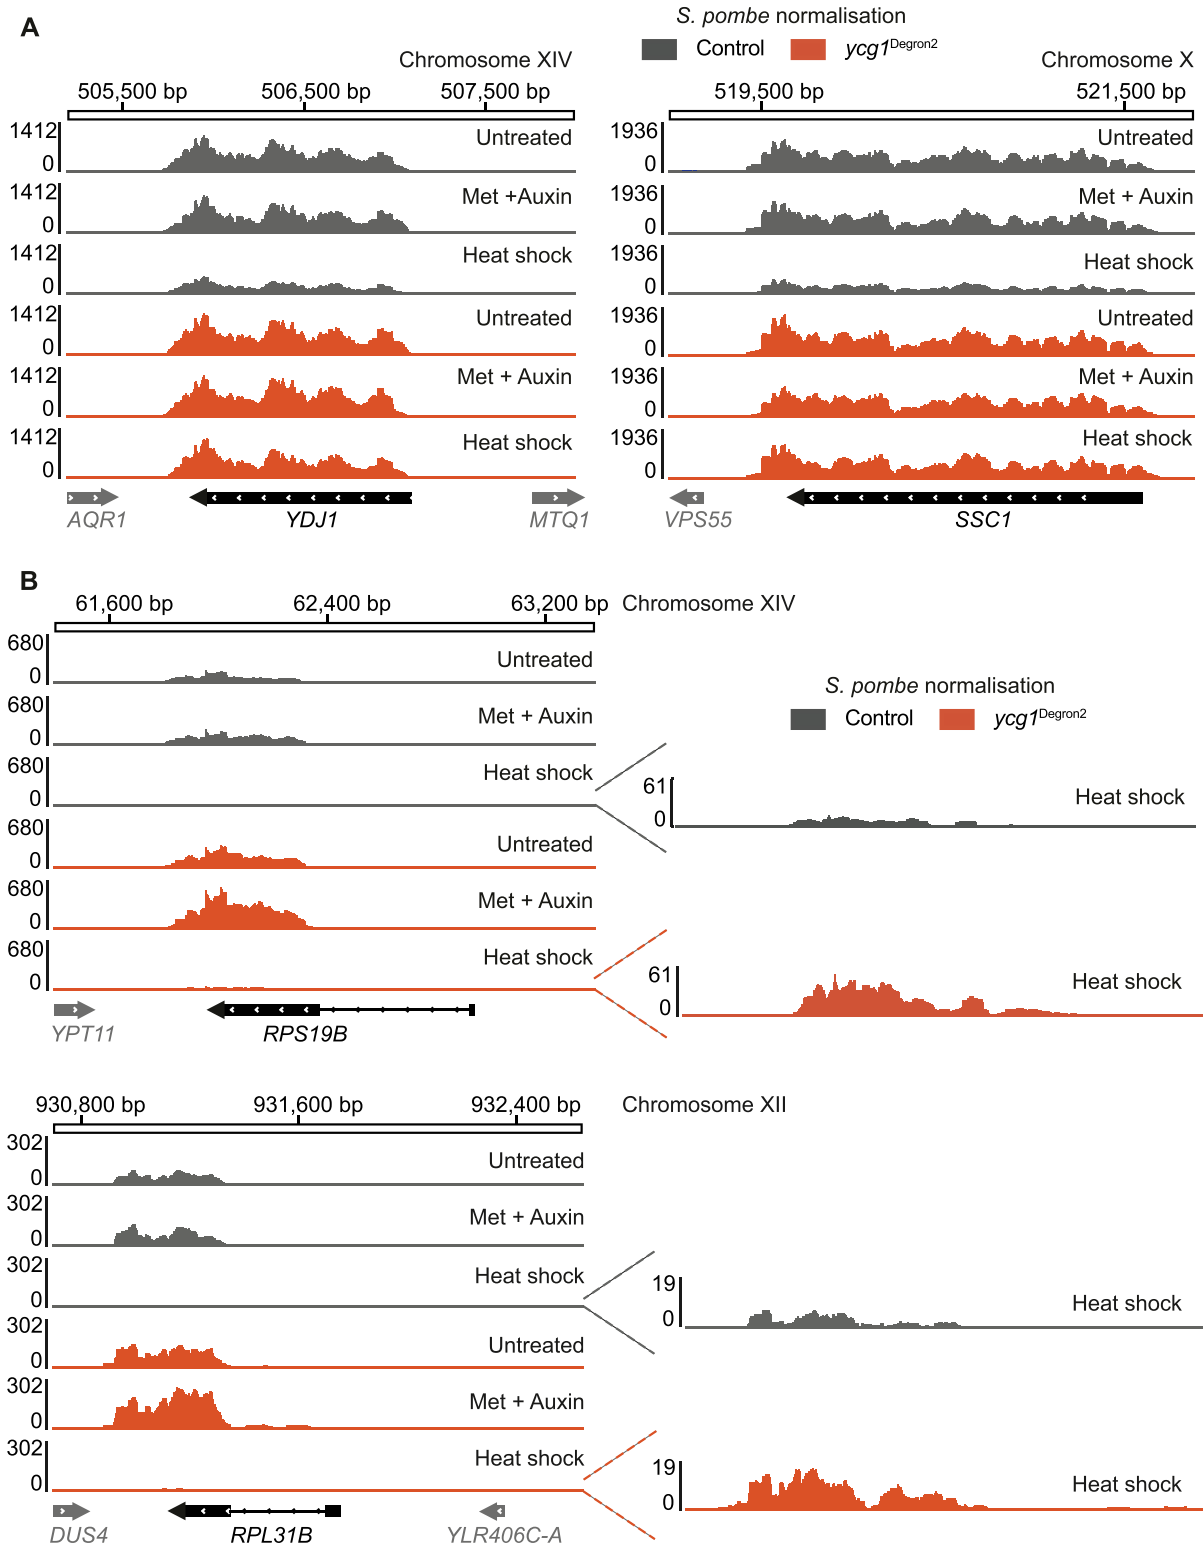 A
S. pombe normalisation
Control ycg1Degron2
Chromosome XIV
505,500 bp 506,500 bp 507,500 bp
1412
0
Untreated
1412
0
Met +Auxin
1412
0
Heat shock
1412
0
Untreated
1412
0
Met + Auxin
1412
0
Heat shock
AQR1 YDJ1 MTQ1
Chromosome X
519,500 bp 521,500 bp
1936
0
Untreated
1936
0
Met + Auxin
1936
0
Heat shock
1936
0
Untreated
1936
0
Met + Auxin
1936
0
Heat shock
VPS55 SSC1
B
61,600 bp 62,400 bp 63,200 bp Chromosome XIV
680
0
Untreated
680
0
Met + Auxin
680
0
Heat shock
680
0
Untreated
680
0
Met + Auxin
680
0
Heat shock
YPT11 RPS19B
S. pombe normalisation
Control ycg1Degron2
61
0
Heat shock
61
0
Heat shock
930,800 bp 931,600 bp 932,400 bp Chromosome XII
302
0
Untreated
302
0
Met + Auxin
302
0
Heat shock
302
0
Untreated
302
0
Met + Auxin
302
0
Heat shock
DUS4 RPL31B YLR406C-A
19
0
Heat shock
19
0
Heat shock